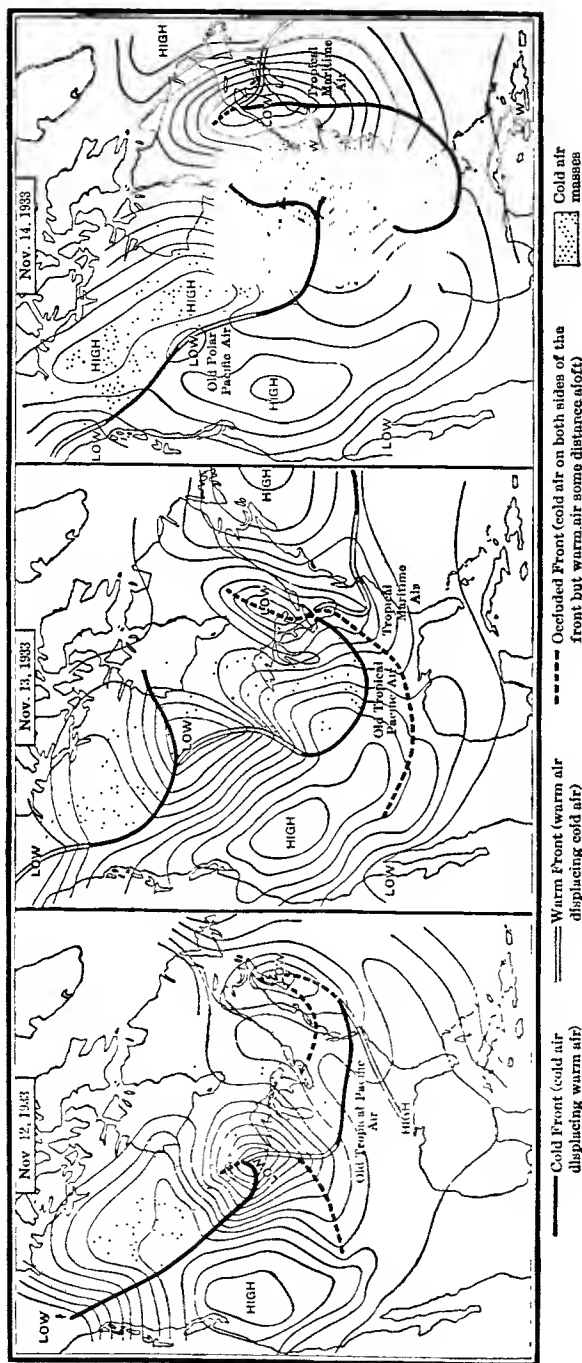 Nov. 12, 1933
LOW
HIGH
LOW
Old Tropical Pacific
Air
HIGH
Nov. 13, 1933
LOW
LOW
HIGH
LOW
LOW
HIGH
Old Tropical
Pacific Air
Tropical
Maritime
Air
Nov. 14, 1933
LOW
HIGH
HIGH
LOW
Old Polar
Pacific Air
HIGH
LOW
HIGH
LOW
Tropical
Maritime
Air
W
W
Cold Front (cold air
displacing warm air)
Warm Front (warm air
displacing cold air)
Occluded Front (cold air on both sides of the
front but warm air some distance aloft)
Cold air
masses